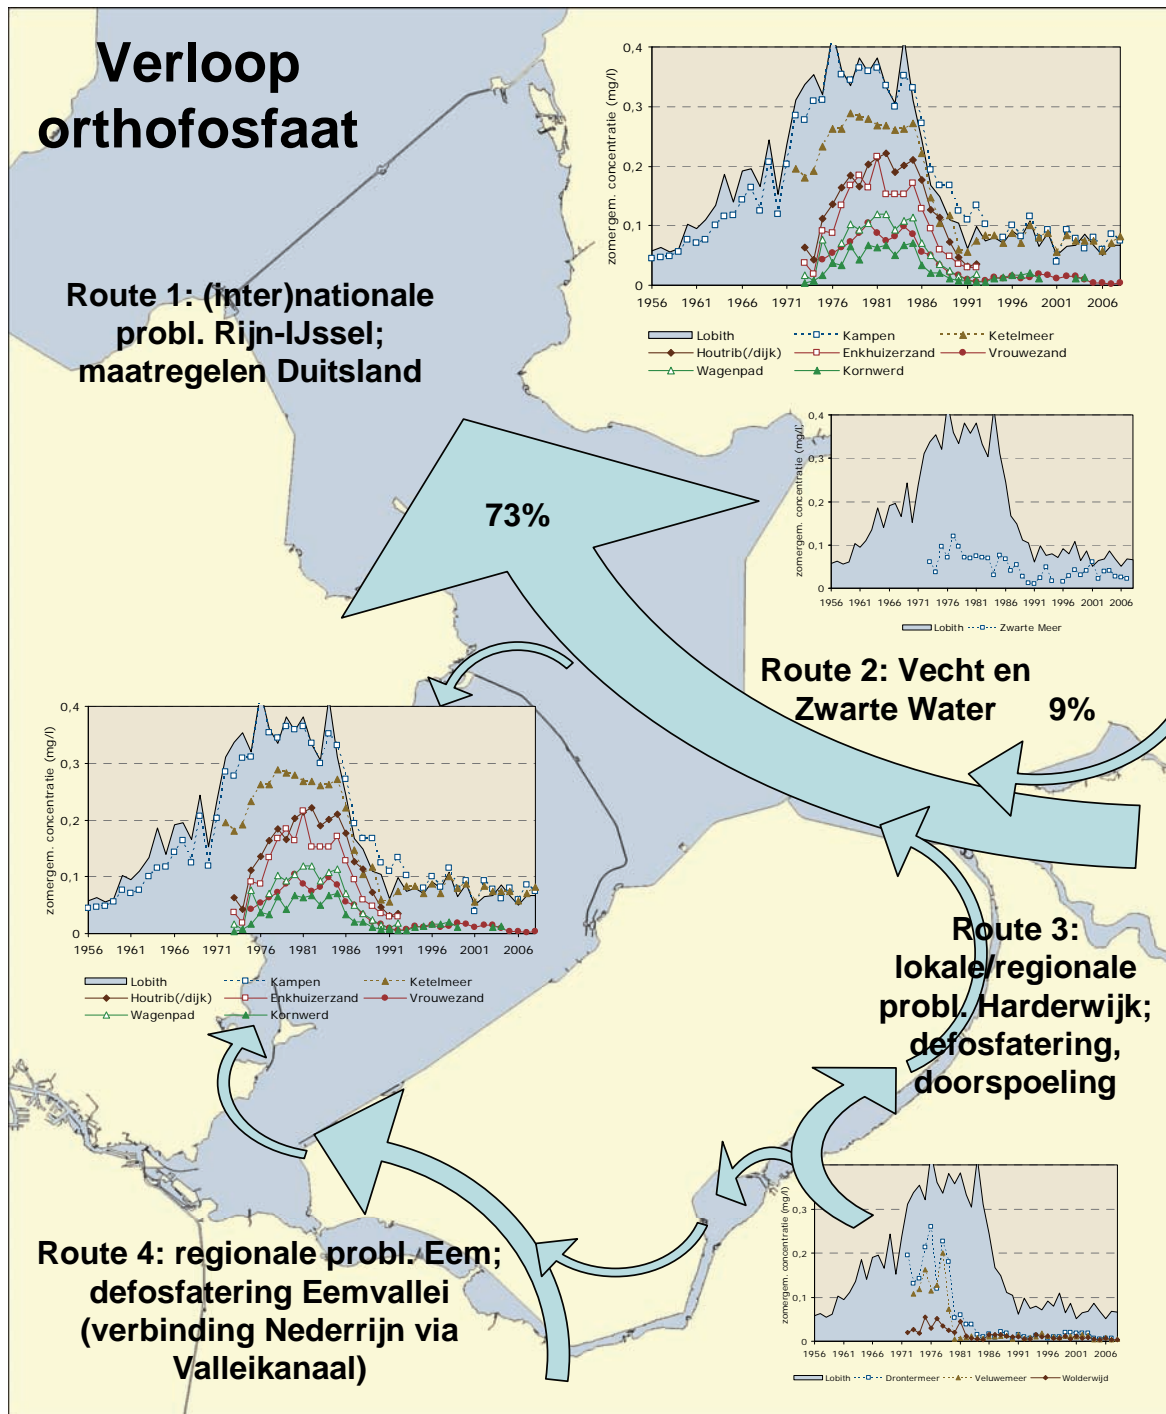 Verloop
orthofosfaat
Route 1: (inter)nationale
probl. Rijn-IJssel;
maatregelen Duitsland
zomergem. concentratie (mg/l)
0,4
0,3
0,2
0,1
0
1956 1961 1966 1971 1976 1981 1986 1991 1996 2001 2006
Lobith Kampen Ketelmeer
Houtrib(/dijk) Enkhuizerzand Vrouwezand
Wagenpad Kornwerd
73%
zomergem. concentratie (mg/l)
0,4
0,3
0,2
0,1
0
1956 1961 1966 1971 1976 1981 1986 1991 1996 2001 2006
Lobith Zwarte Meer
Route 2: Vecht en
Zwarte Water 9%
zomergem. concentratie (mg/l)
0,4
0,3
0,2
0,1
0
1956 1961 1966 1971 1976 1981 1986 1991 1996 2001 2006
Lobith Kampen Ketelmeer
Houtrib(/dijk) Enkhuizerzand Vrouwezand
Wagenpad Kornwerd
Route 3:
lokale/regionale
probl. Harderwijk;
defosfatering,
doorspoeling
Route 4: regionale probl. Eem;
defosfatering Eemvallei
(verbinding Nederrijn via
Valleikanaal)
zomergem. concentratie (mg/l)
0,3
0,2
0,1
0
1956 1961 1966 1971 1976 1981 1986 1991 1996 2001 2006
Lobith Drontermeer Veluwemeer Wolderwijd